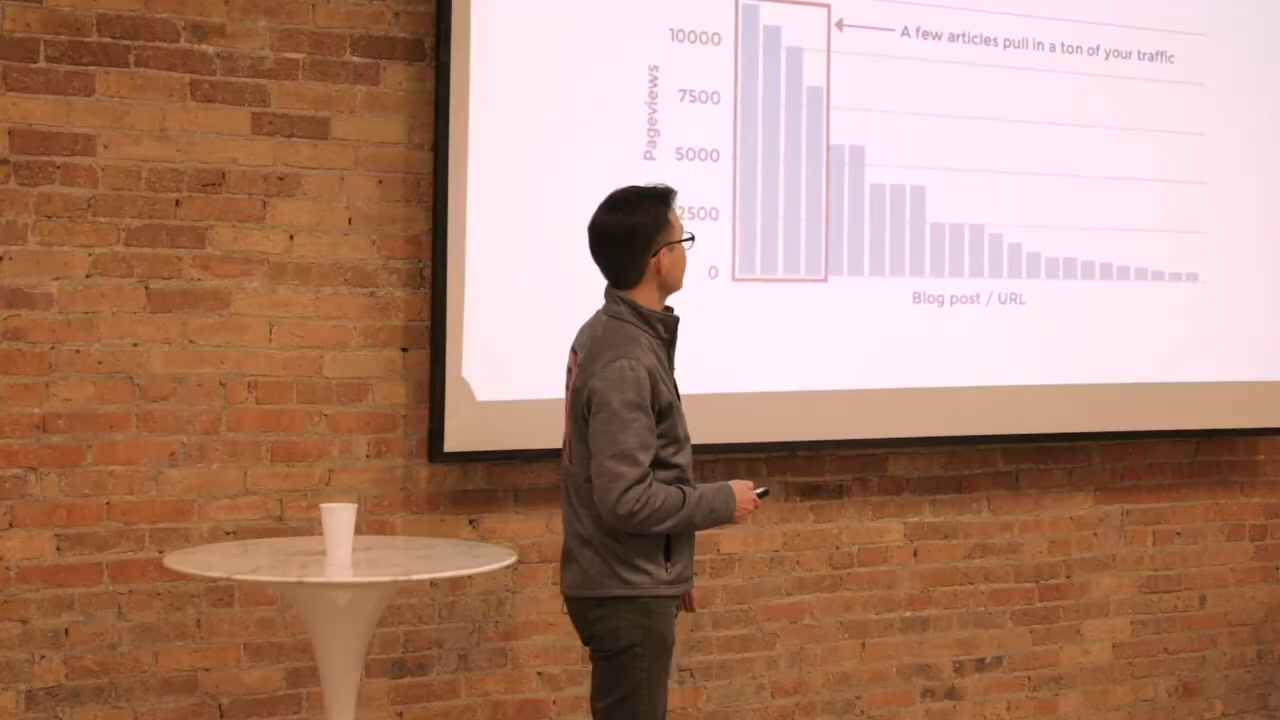 10000
A few articles pull in a ton of your traffic
7500
Pageviews
5000
2500
0
Blog post / URL